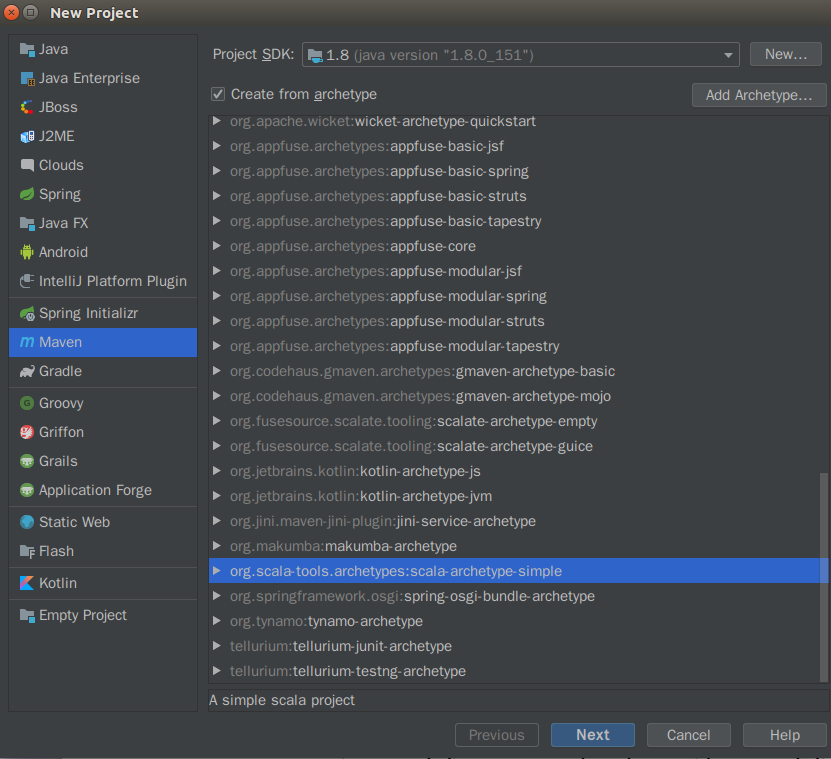 New Project
Java
Java Enterprise
JBoss
J2ME
Clouds
Spring
Java FX
Android
IntelliJ Platform Plugin
Spring Initializr
Maven
Gradle
Groovy
Griffon
Grails
Application Forge
Static Web
Flash
Kotlin
Empty Project
Project SDK: 1.8 (java version "1.8.0_151") New...
Create from archetype Add Archetype...
org.apache.wicket:wicket-archetype-quickstart
org.appfuse.archetypes:appfuse-basic-jsf
org.appfuse.archetypes:appfuse-basic-spring
org.appfuse.archetypes:appfuse-basic-struts
org.appfuse.archetypes:appfuse-basic-tapestry
org.appfuse.archetypes:appfuse-core
org.appfuse.archetypes:appfuse-modular-jsf
org.appfuse.archetypes:appfuse-modular-spring
org.appfuse.archetypes:appfuse-modular-struts
org.appfuse.archetypes:appfuse-modular-tapestry
org.codehaus.gmaven.archetypes:gmaven-archetype-basic
org.codehaus.gmaven.archetypes:gmaven-archetype-mojo
org.fusesource.scalate.tooling:scalate-archetype-empty
org.fusesource.scalate.tooling:scalate-archetype-guice
org.jetbrains.kotlin:kotlin-archetype-js
org.jetbrains.kotlin:kotlin-archetype-jvm
org.jini.maven-jini-plugin:jini-service-archetype
org.makumba:makumba-archetype
org.scala-tools.archetypes:scala-archetype-simple
org.springframework.osgi:spring-osgi-bundle-archetype
org.tynamo:tynamo-archetype
tellurium:tellurium-junit-archetype
tellurium:tellurium-testng-archetype
A simple scala project
Previous Next Cancel Help